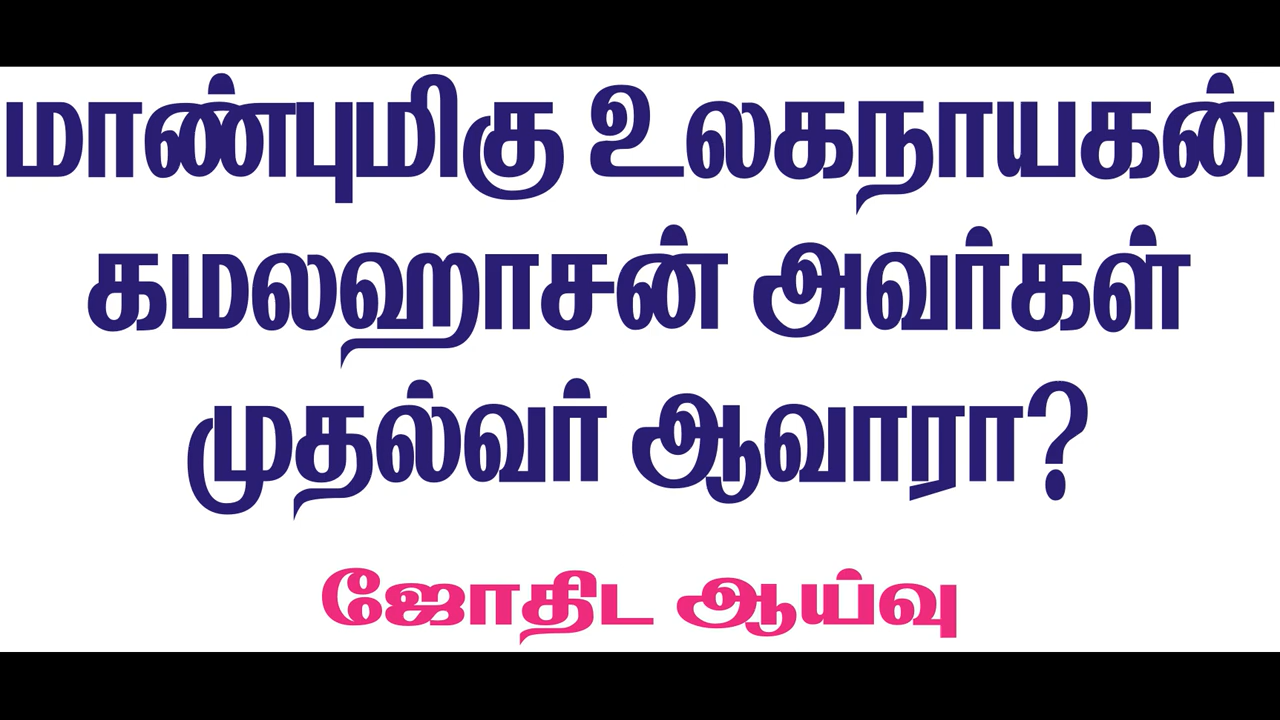 மாண்புமிகு உலகநாயகன்
கமலஹாசன் அவர்கள்
முதல்வர் ஆவாரா?
ஜோதிட ஆய்வு